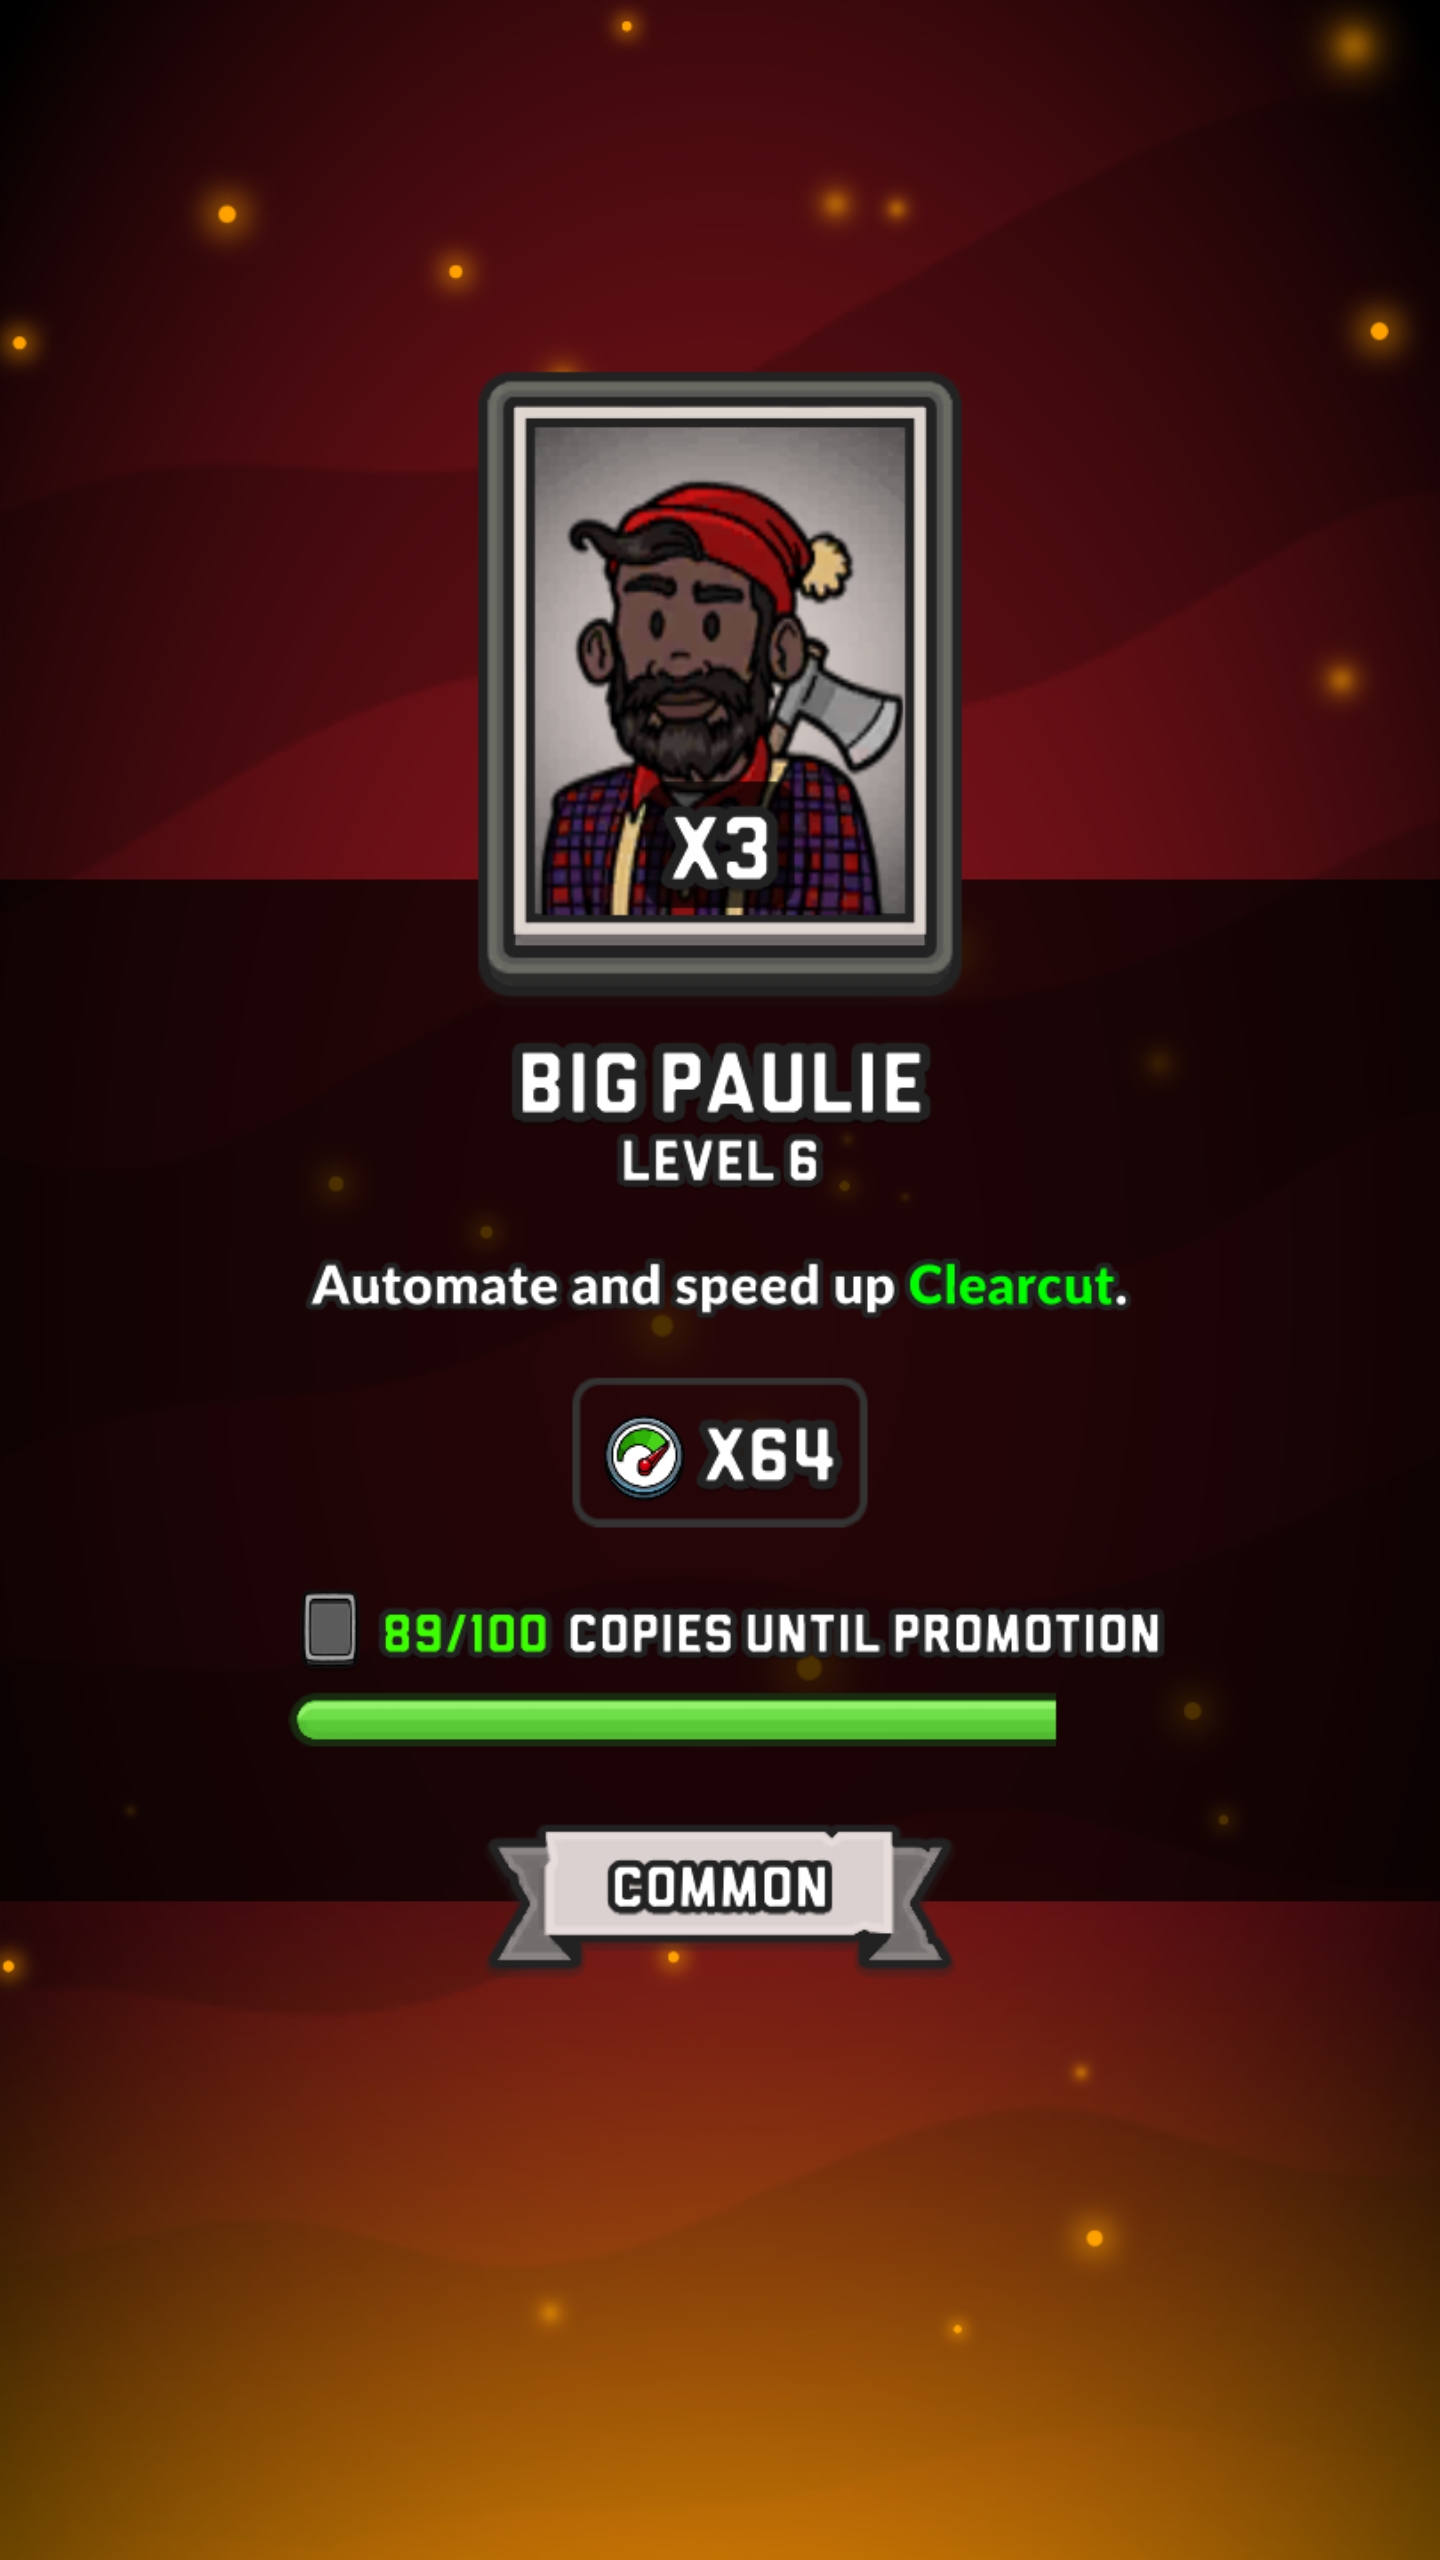 X3
BIG PAULIE
LEVEL 6
Automate and speed up Clearcut.
X64
89/100 COPIES UNTIL PROMOTION
COMMON